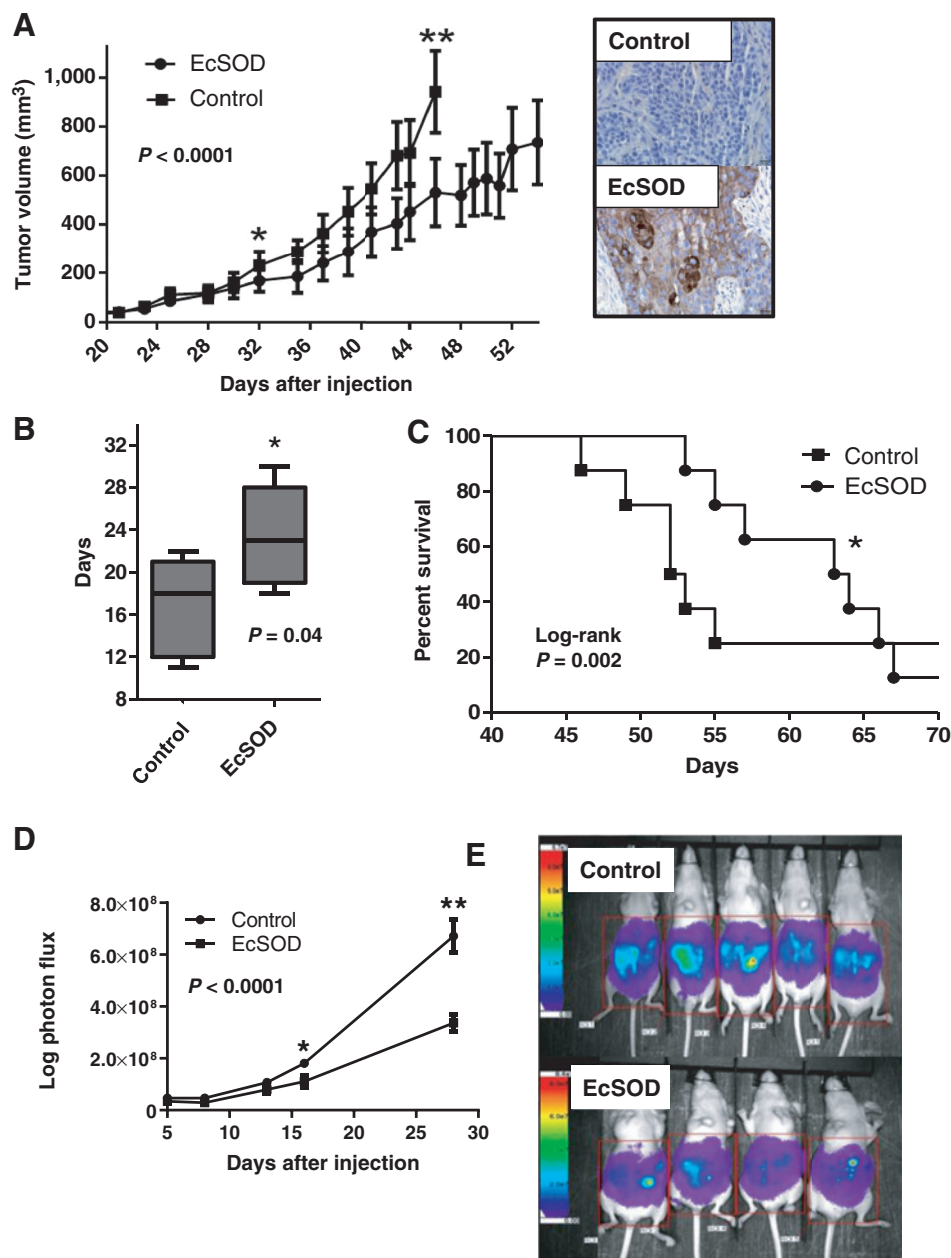 A
Tumor volume (mm³)
1,000
800
600
400
200
0
EcSOD
Control
P < 0.0001
*
**
20 24 28 32 36 40 44 48 52
Days after injection
Control
EcSOD
B
Days
32
28
24
20
16
12
8
*
P = 0.04
Control
EcSOD
C
Percent survival
100
80
60
40
20
0
Control
EcSOD
*
Log-rank
P = 0.002
40 45 50 55 60 65 70
Days
D
Log photon flux
8.0×10⁸
6.0×10⁸
4.0×10⁸
2.0×10⁸
0
Control
EcSOD
P < 0.0001
*
**
5 10 15 20 25 30
Days after injection
E
Control
EcSOD